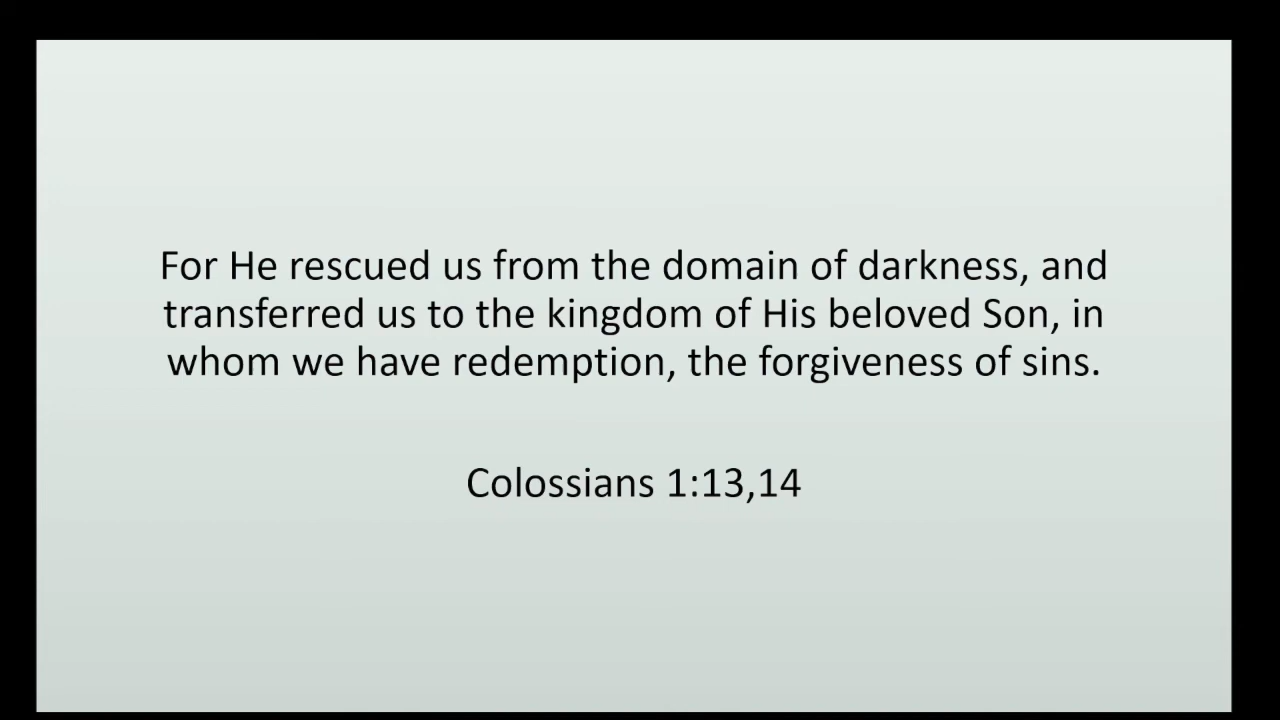 For He rescued us from the domain of darkness, and
transferred us to the kingdom of His beloved Son, in
whom we have redemption, the forgiveness of sins.
Colossians 1:13,14